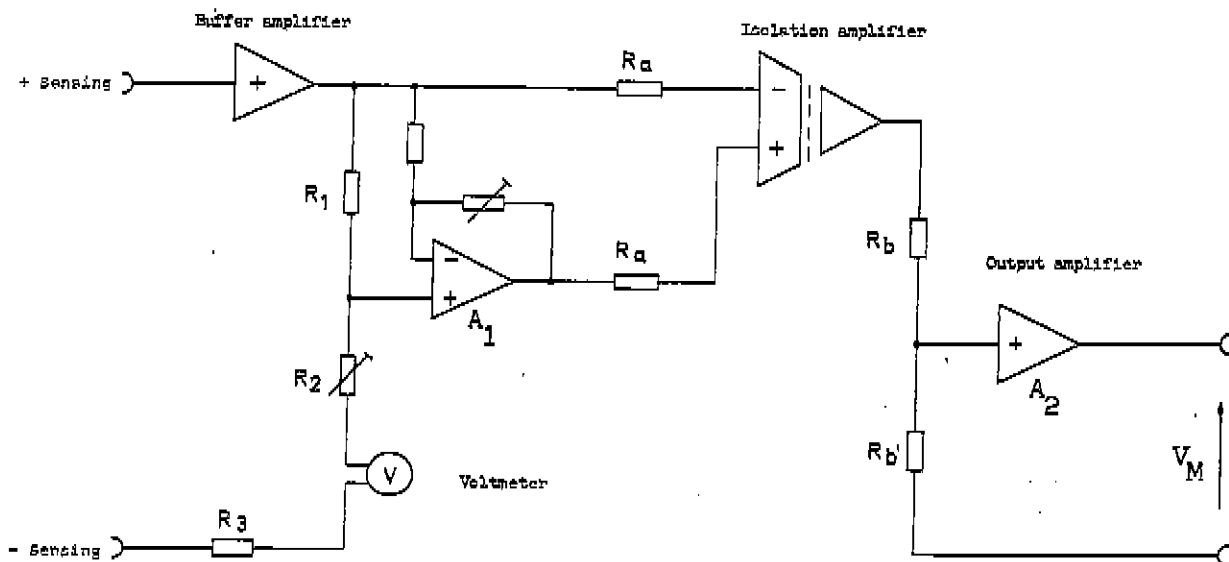 Buffer amplifier
Isolation amplifier
+ Sensing
+
Ra
-
+
R1
Ra
Rb
Output amplifier
-
+
A1
+
A2
R2
Rb'
VM
V
Voltmeter
R3
- Sensing